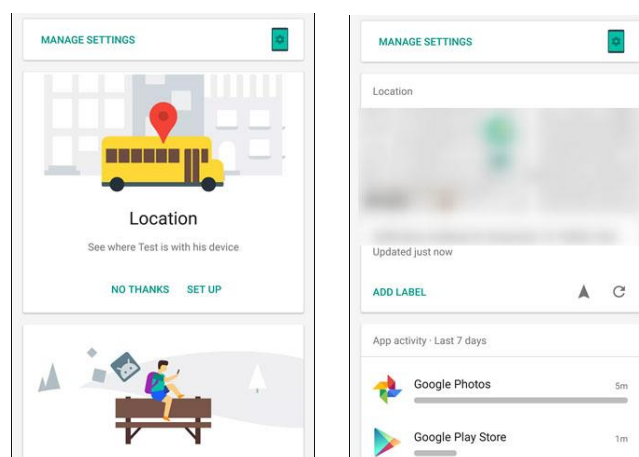 MANAGE SETTINGS
Location
See where Test is with his device
NO THANKS SET UP
MANAGE SETTINGS
Location
Updated just now
ADD LABEL
App activity · Last 7 days
Google Photos 5m
Google Play Store 1m